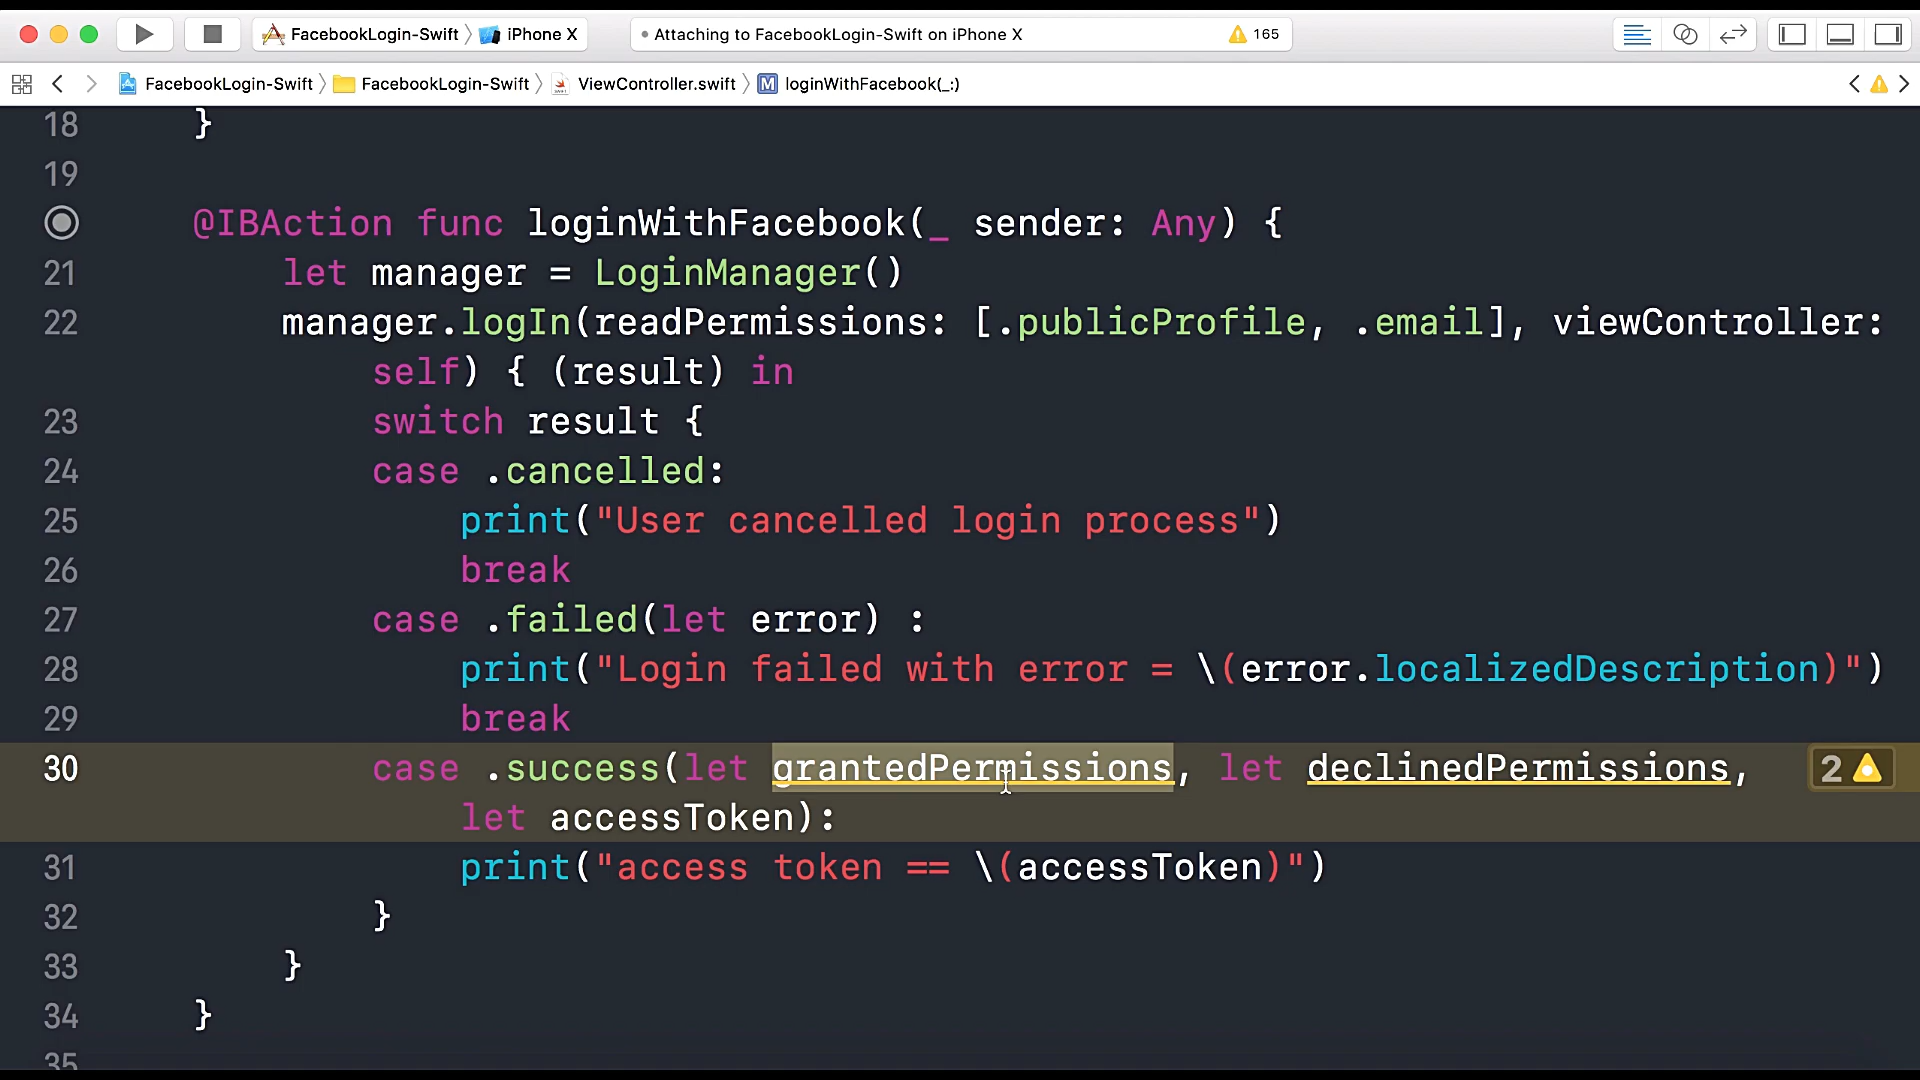 FacebookLogin-Swift 〉 iPhone X
Attaching to FacebookLogin-Swift on iPhone X
165
FacebookLogin-Swift 〉 FacebookLogin-Swift 〉 ViewController.swift 〉 M loginWithFacebook(_:)
18 }
19
@IBAction func loginWithFacebook(_ sender: Any) {
21 let manager = LoginManager()
22 manager.logIn(readPermissions: [.publicProfile, .email], viewController:
self) { (result) in
23 switch result {
24 case .cancelled:
25 print("User cancelled login process")
26 break
27 case .failed(let error) :
28 print("Login failed with error = \(error.localizedDescription)")
29 break
30 case .success(let grantedPermissions, let declinedPermissions, 2
let accessToken):
31 print("access token == \(accessToken)")
32 }
33 }
34 }
35